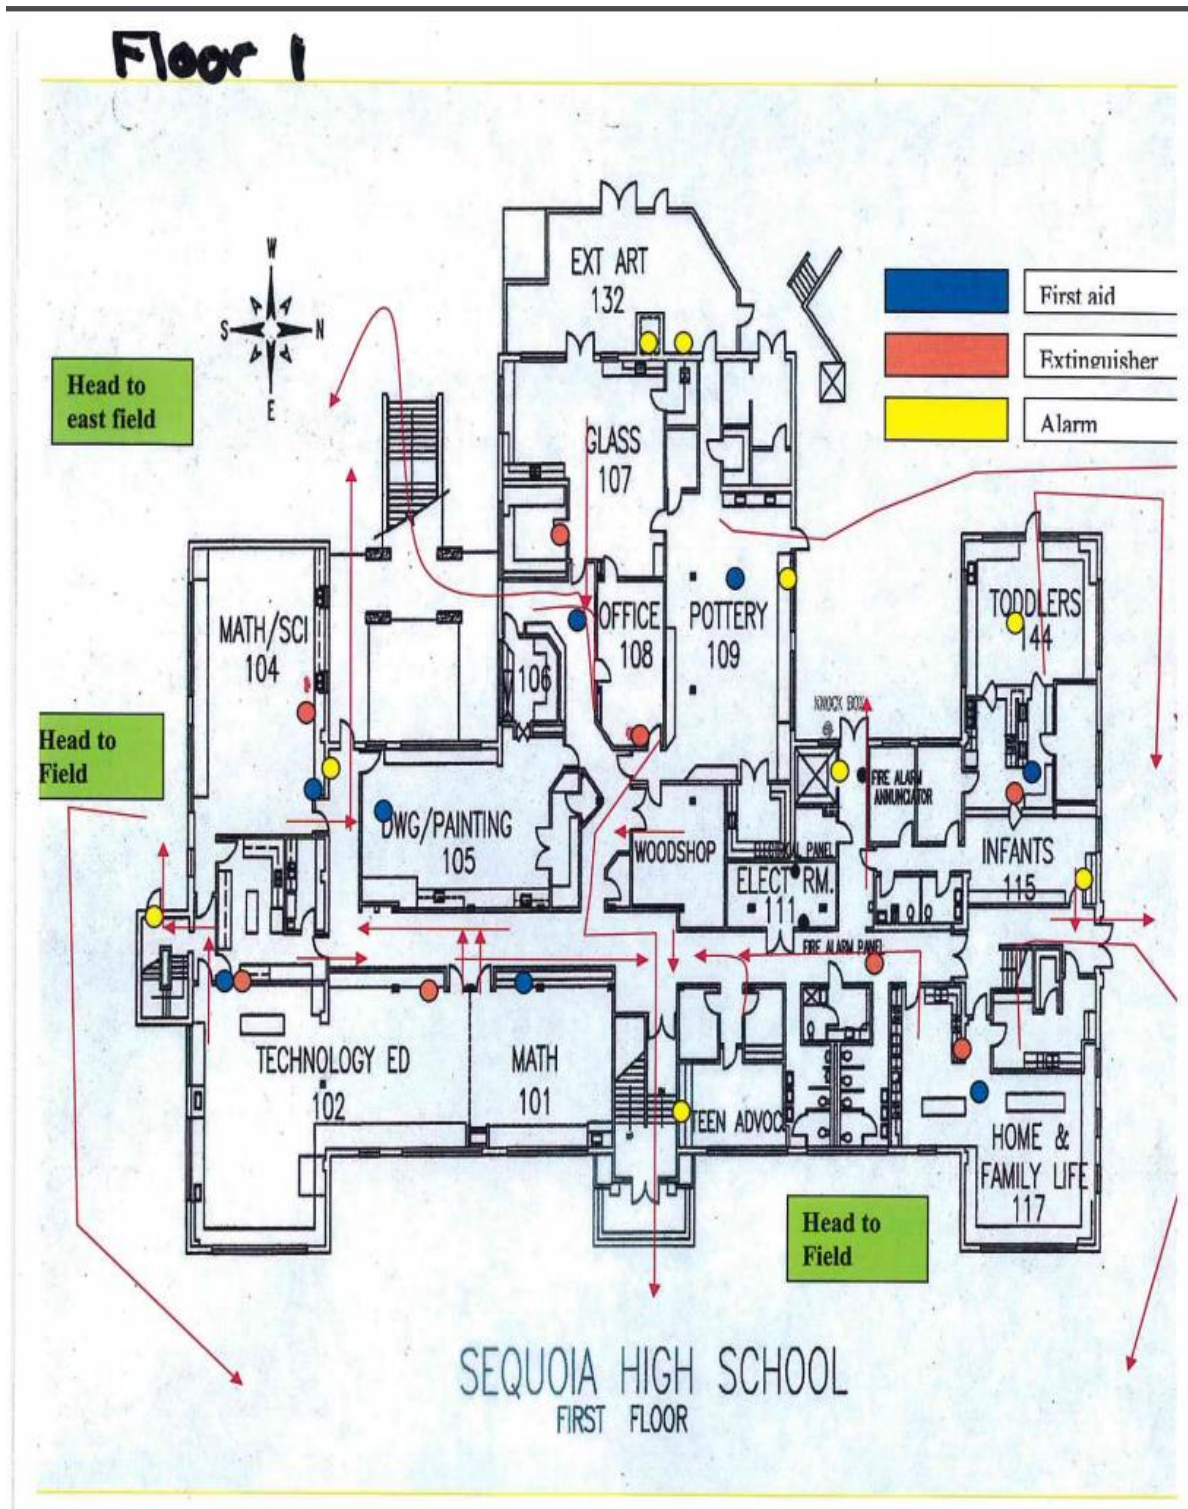 Floor 1
EXT ART
132
W
S
N
E
First aid
Extinguisher
Alarm
Head to
east field
GLASS
107
MATH/SCI
104
OFFICE
108
POTTERY
109
TODDLERS
144
106
KNOCK BOX
Head to
Field
DWG/PAINTING
105
WOODSHOP
FIRE ALARM
ANNUNCIATOR
ELECTRICAL PANEL
ELECT RM.
111
INFANTS
115
FIRE ALARM PANEL
TECHNOLOGY ED
102
MATH
101
TEEN ADVOC
HOME &
FAMILY LIFE
117
Head to
Field
SEQUOIA HIGH SCHOOL
FIRST FLOOR